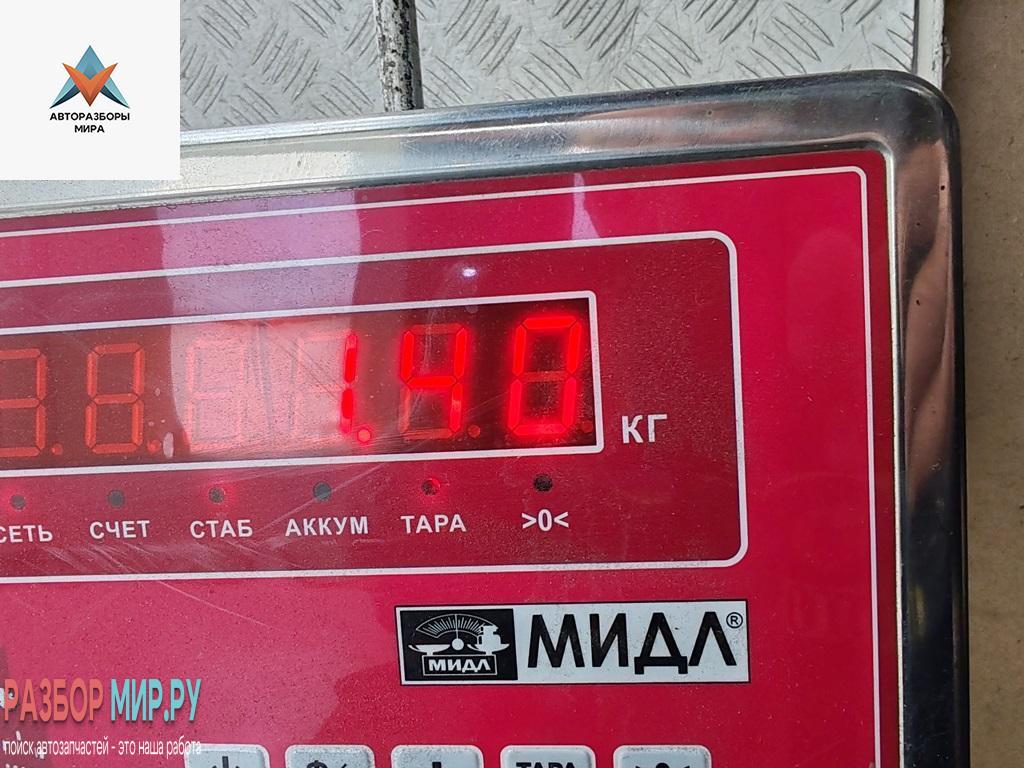 АВТОРАЗБОРЫ
МИРА
1.40
КГ
СЕТЬ СЧЕТ СТАБ АККУМ ТАРА >0<
МИДЛ МИДЛ®
РАЗБОР МИР.РУ
поиск автозапчастей - это наша работа
ТАРА >0<